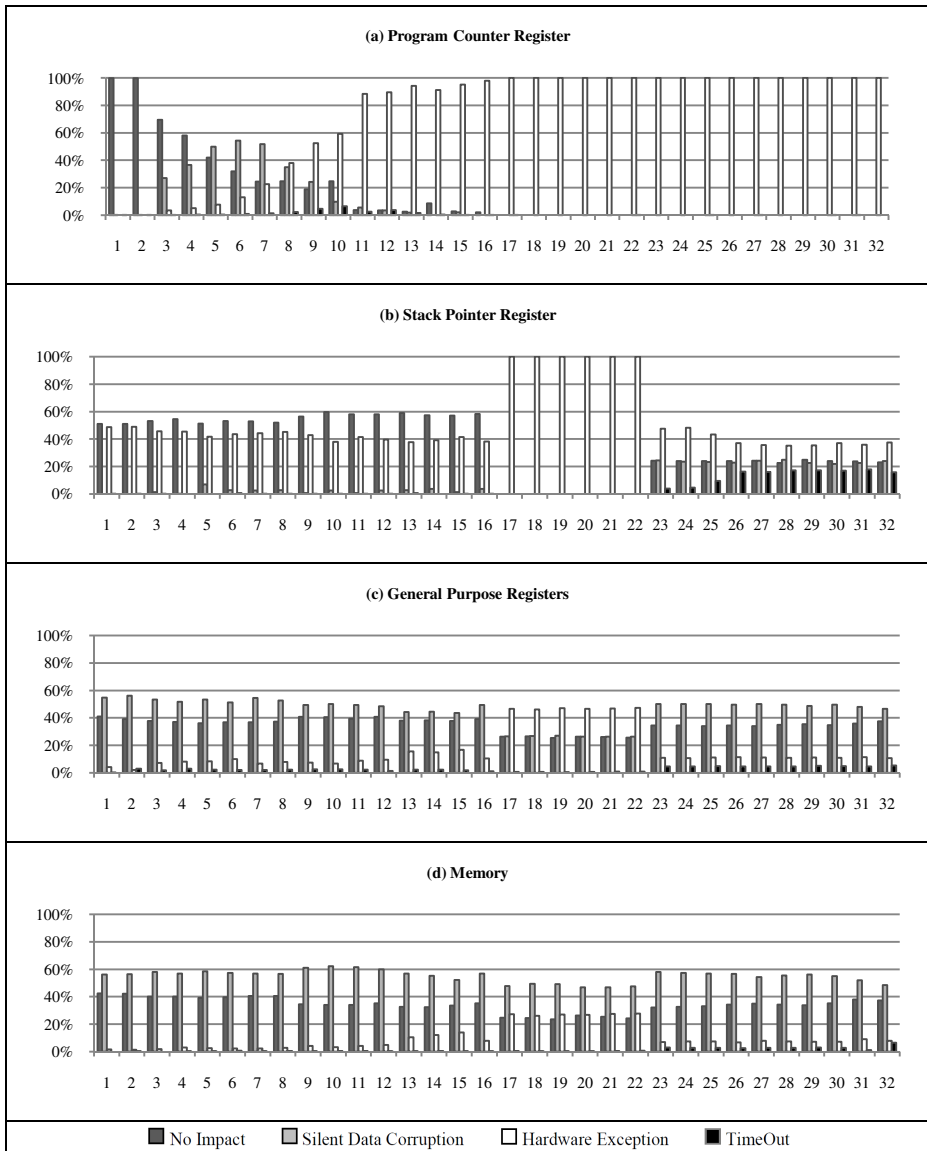 (a) Program Counter Register
100%
80%
60%
40%
20%
0%
1 2 3 4 5 6 7 8 9 10 11 12 13 14 15 16 17 18 19 20 21 22 23 24 25 26 27 28 29 30 31 32
(b) Stack Pointer Register
100%
80%
60%
40%
20%
0%
1 2 3 4 5 6 7 8 9 10 11 12 13 14 15 16 17 18 19 20 21 22 23 24 25 26 27 28 29 30 31 32
(c) General Purpose Registers
100%
80%
60%
40%
20%
0%
1 2 3 4 5 6 7 8 9 10 11 12 13 14 15 16 17 18 19 20 21 22 23 24 25 26 27 28 29 30 31 32
(d) Memory
100%
80%
60%
40%
20%
0%
1 2 3 4 5 6 7 8 9 10 11 12 13 14 15 16 17 18 19 20 21 22 23 24 25 26 27 28 29 30 31 32
No Impact Silent Data Corruption Hardware Exception TimeOut